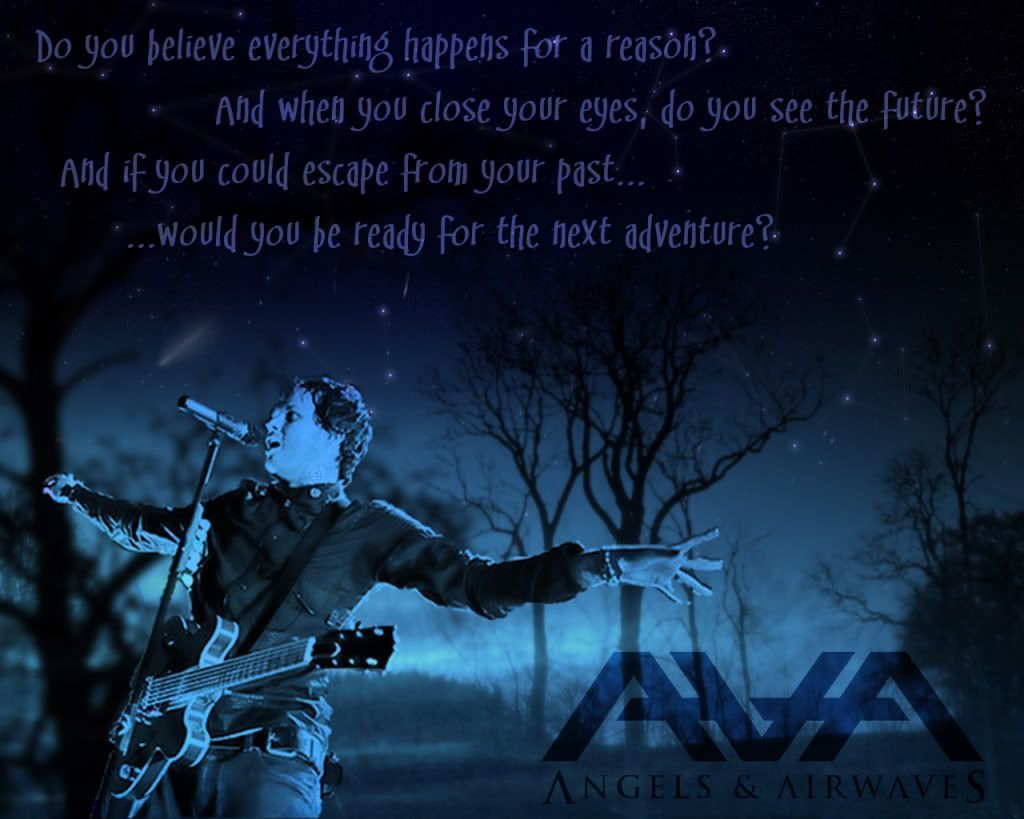 Do you believe everything happens for a reason?
And when you close your eyes, do you see the future?
And if you could escape from your past...
...would you be ready for the next adventure?
AVA
ANGELS & AIRWAVES